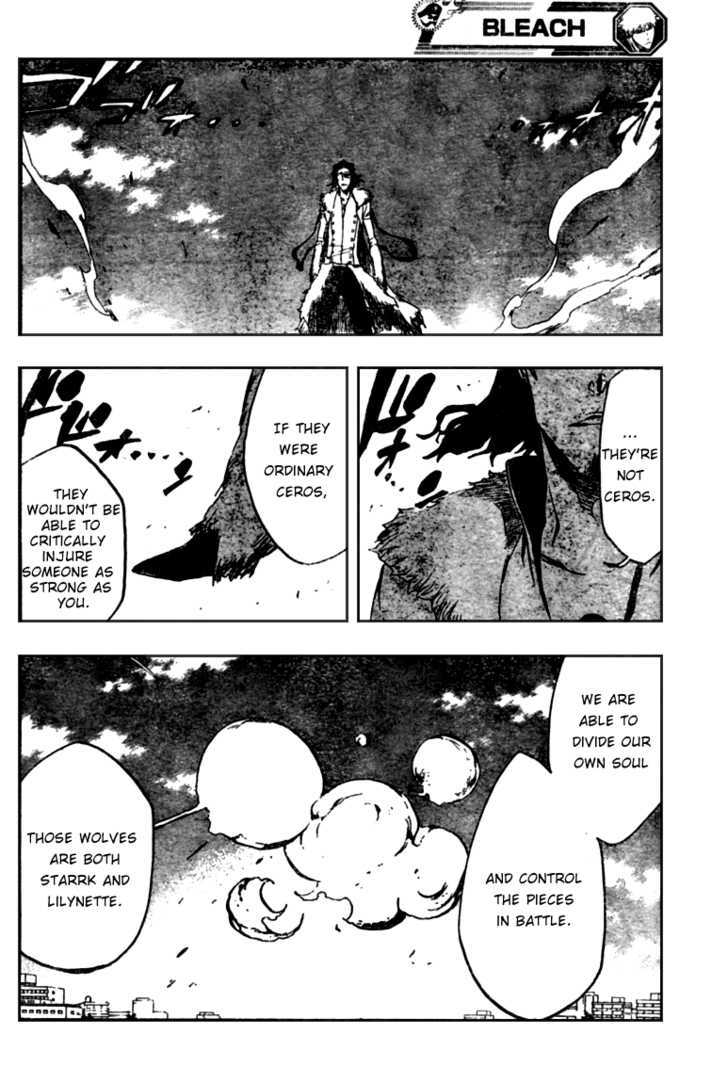 BLEACH
...
THEY'RE
NOT
CEROS.
IF THEY
WERE
ORDINARY
CEROS,
THEY
WOULDN'T BE
ABLE TO
CRITICALLY
INJURE
SOMEONE AS
STRONG AS
YOU.
WE ARE
ABLE TO
DIVIDE OUR
OWN SOUL
AND CONTROL
THE PIECES
IN BATTLE.
THOSE WOLVES
ARE BOTH
STARRK AND
LILYNETTE.